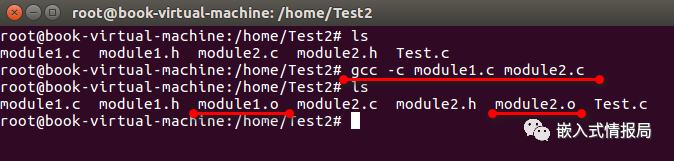 root@book-virtual-machine: /home/Test2
root@book-virtual-machine:/home/Test2# ls
module1.c  module1.h  module2.c  module2.h  Test.c
root@book-virtual-machine:/home/Test2# gcc -c module1.c module2.c
root@book-virtual-machine:/home/Test2# ls
module1.c  module1.h  module1.o  module2.c  module2.h  module2.o  Test.c
root@book-virtual-machine:/home/Test2#
嵌入式情报局